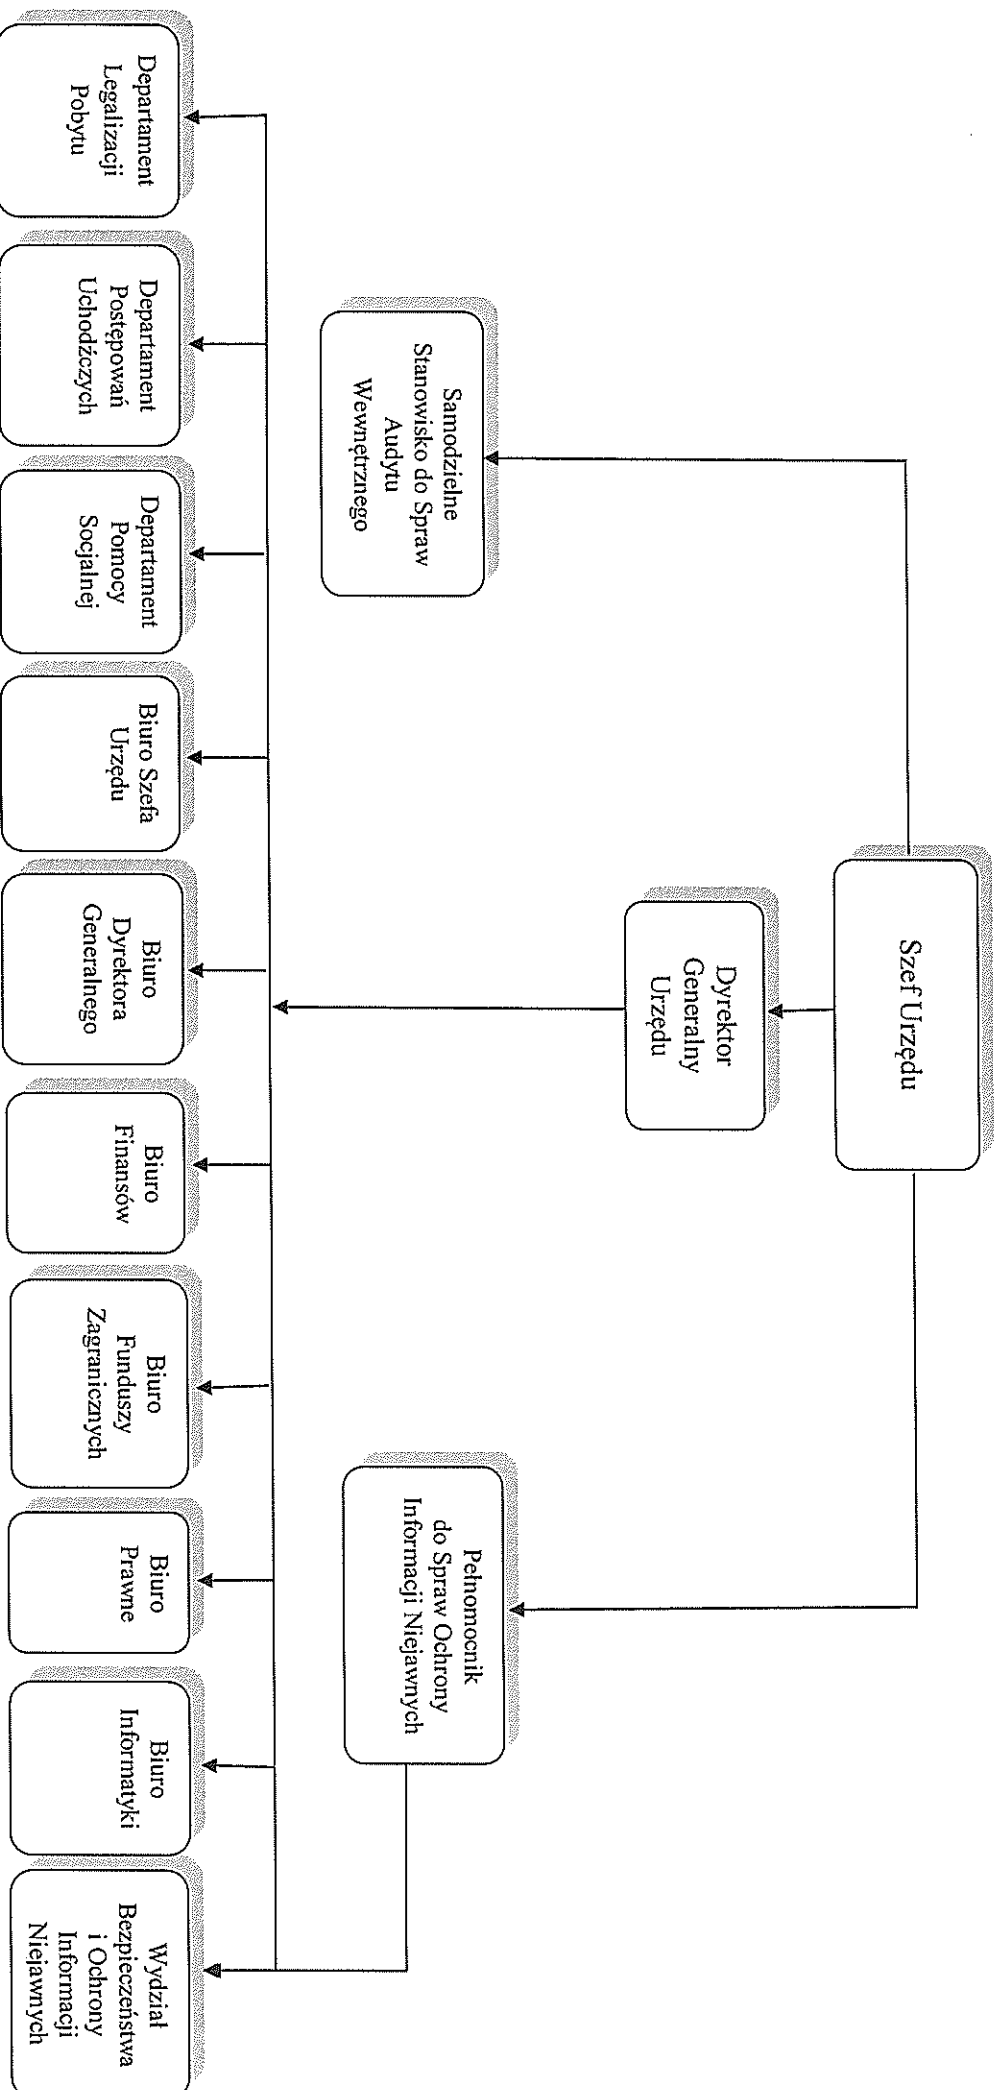 Szef Urzędu
Dyrektor
Generalny
Urzędu
Samodzielne
Stanowisko do Spraw
Audytu
Wewnętrznego
Pełnomocnik
do Spraw Ochrony
Informacji Niejawnych
Departament
Legalizacji
Pobytu
Departament
Postępowań
Uchodźczych
Departament
Pomocy
Socjalnej
Biuro Szefa
Urzędu
Biuro
Dyrektora
Generalnego
Biuro
Finansów
Biuro
Funduszy
Zagranicznych
Biuro
Prawne
Biuro
Informatyki
Wydział
Bezpieczeństwa
i Ochrony
Informacji
Niejawnych